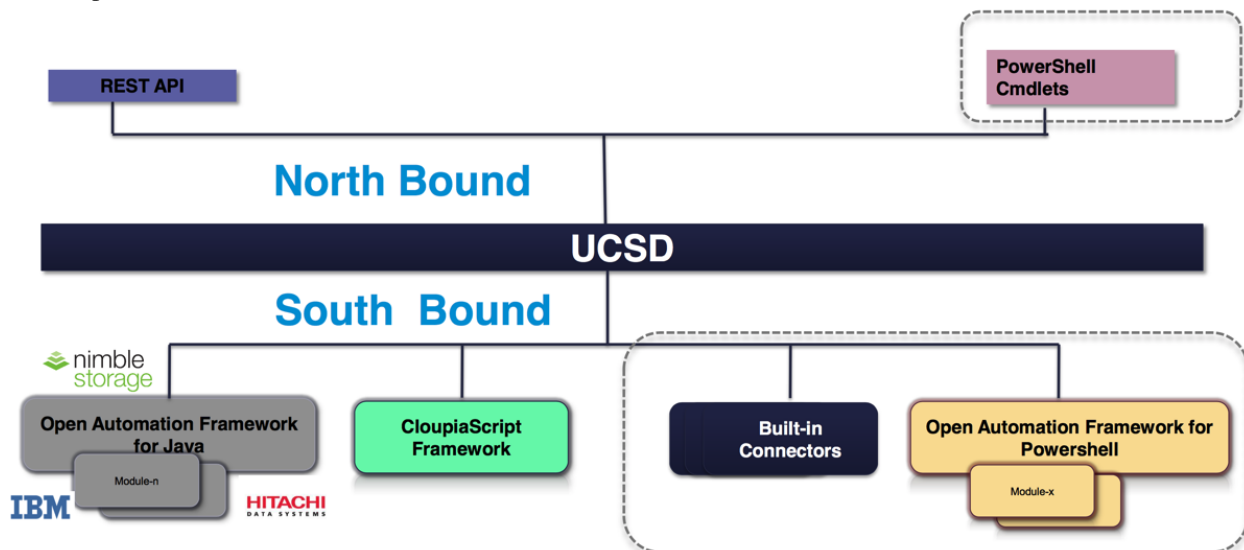 REST API
PowerShell
Cmdlets
North Bound
UCSD
South Bound
nimble
storage
Open Automation Framework
for Java
Module-n
IBM
HITACHI
DATA SYSTEMS
CloupiaScript
Framework
Built-in
Connectors
Open Automation Framework for
Powershell
Module-x